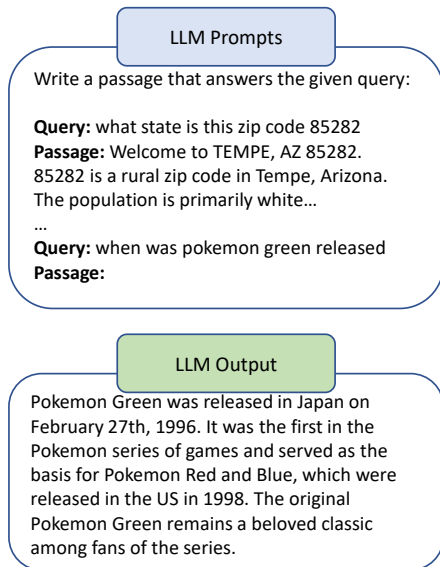 LLM Prompts
Write a passage that answers the given query:
Query: what state is this zip code 85282
Passage: Welcome to TEMPE, AZ 85282.
85282 is a rural zip code in Tempe, Arizona.
The population is primarily white…
…
Query: when was pokemon green released
Passage:
LLM Output
Pokemon Green was released in Japan on
February 27th, 1996. It was the first in the
Pokemon series of games and served as the
basis for Pokemon Red and Blue, which were
released in the US in 1998. The original
Pokemon Green remains a beloved classic
among fans of the series.